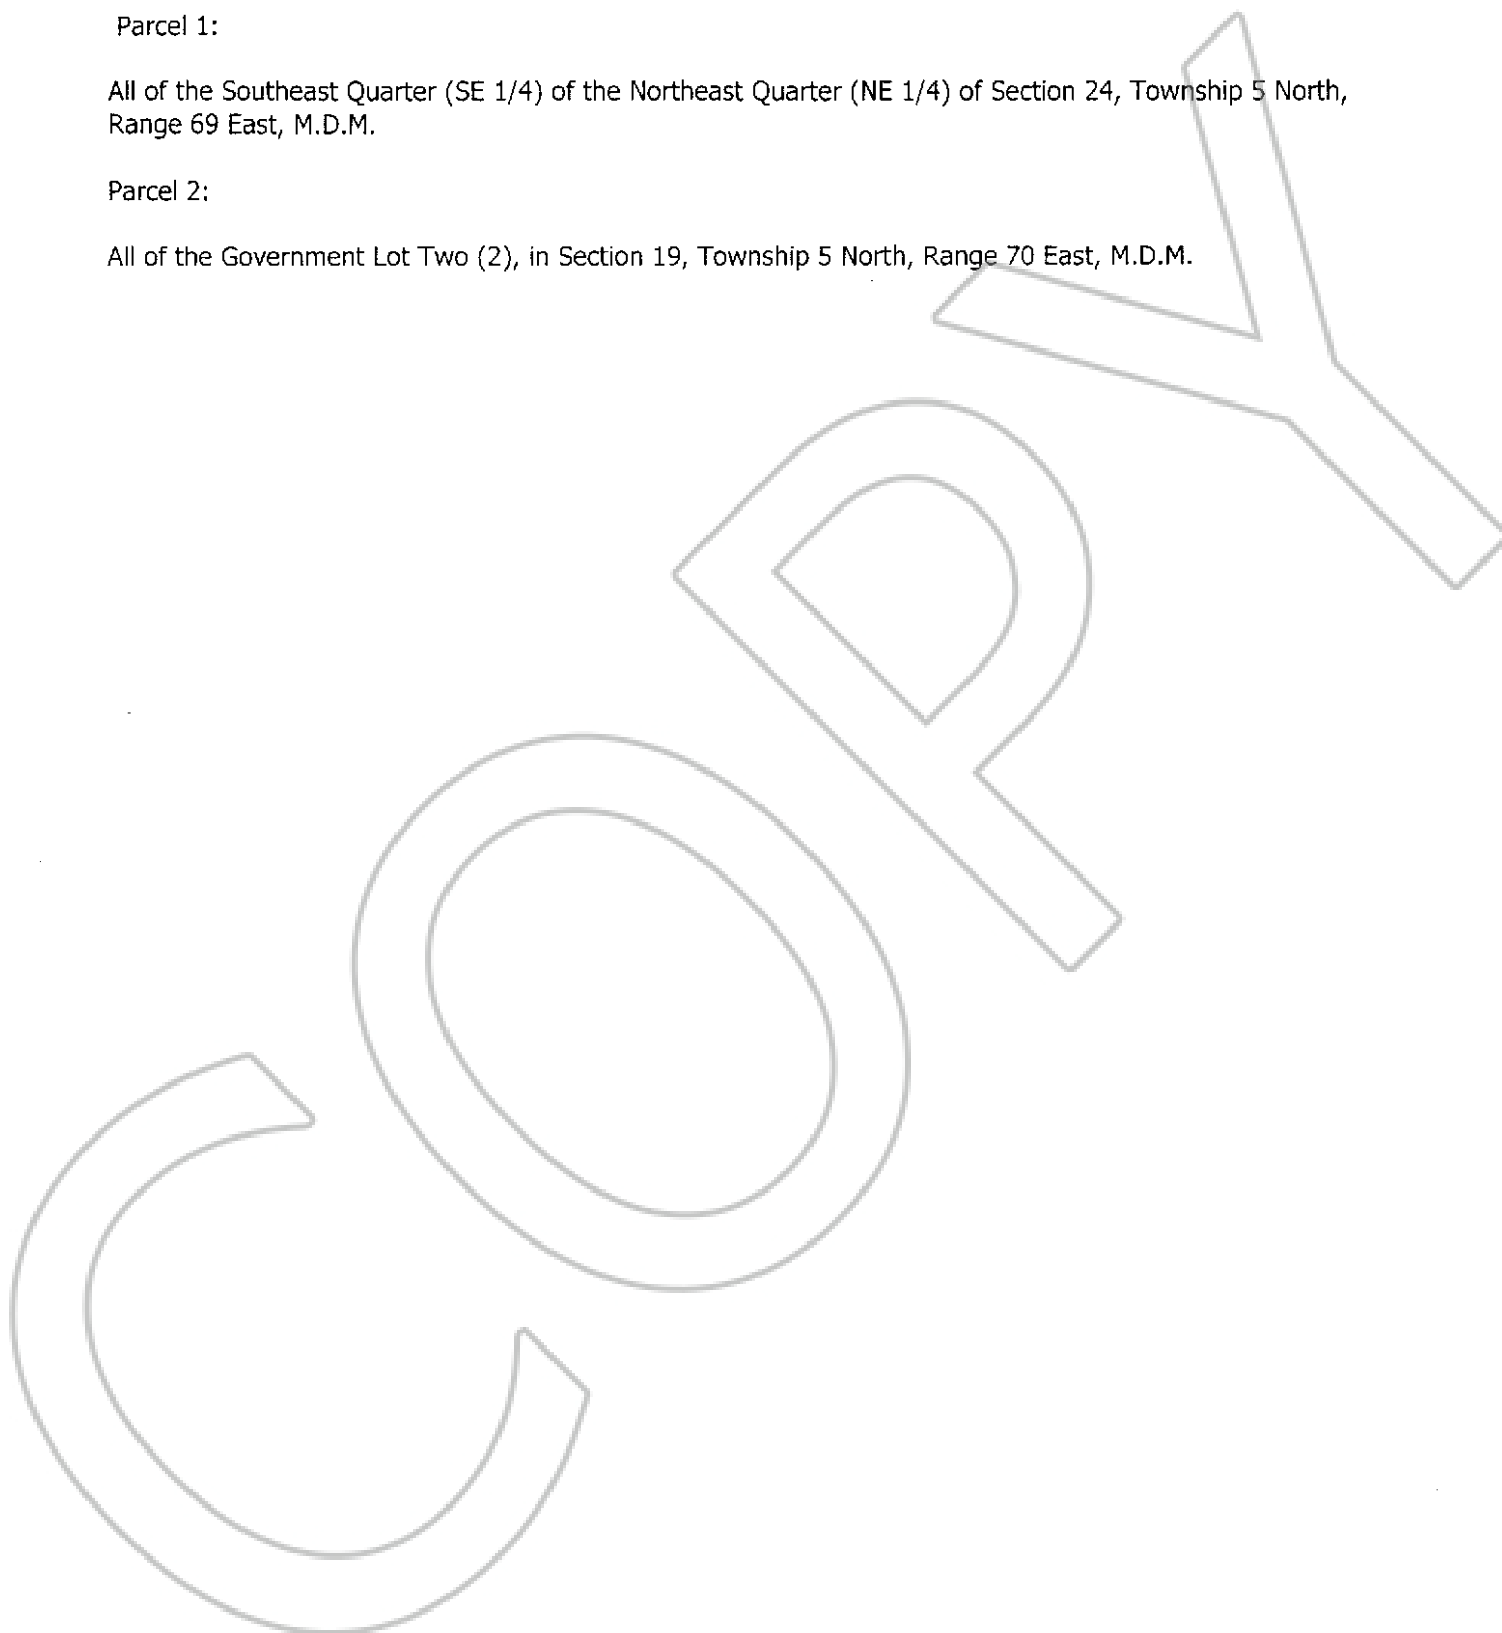 Parcel 1:
All of the Southeast Quarter (SE 1/4) of the Northeast Quarter (NE 1/4) of Section 24, Township 5 North,
Range 69 East, M.D.M.
Parcel 2:
All of the Government Lot Two (2), in Section 19, Township 5 North, Range 70 East, M.D.M.
COPY